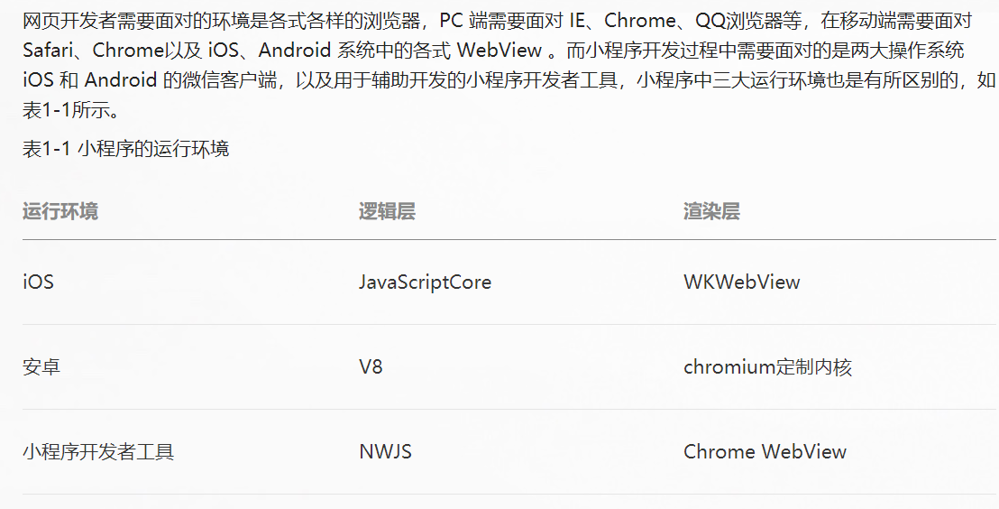 网页开发者需要面对的环境是各式各样的浏览器，PC 端需要面对 IE、Chrome、QQ浏览器等，在移动端需要面对
Safari、Chrome以及 iOS、Android 系统中的各式 WebView 。而小程序开发过程中需要面对的是两大操作系统
iOS 和 Android 的微信客户端，以及用于辅助开发的小程序开发者工具，小程序中三大运行环境也是有所区别的，如
表1-1所示。
表1-1 小程序的运行环境
运行环境 逻辑层 渲染层
iOS JavaScriptCore WKWebView
安卓 V8 chromium定制内核
小程序开发者工具 NWJS Chrome WebView